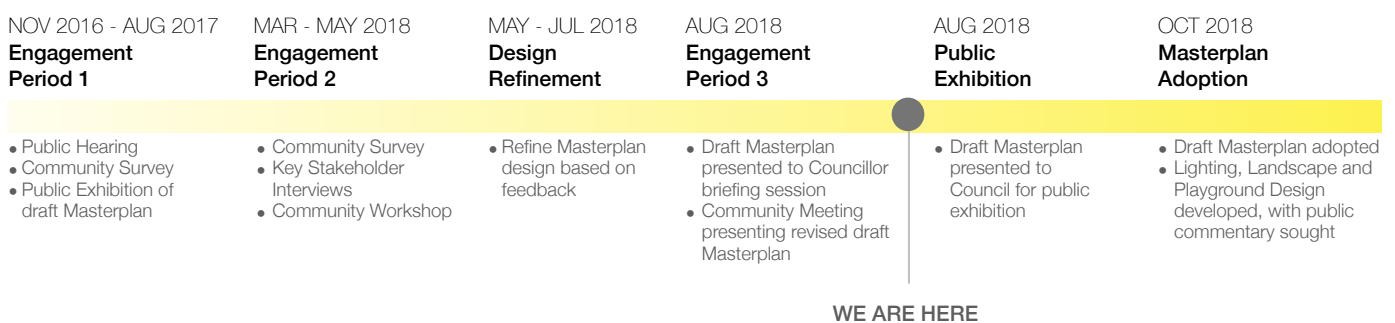 NOV 2016 - AUG 2017
Engagement
Period 1
• Public Hearing
• Community Survey
• Public Exhibition of
draft Masterplan
MAR - MAY 2018
Engagement
Period 2
• Community Survey
• Key Stakeholder
Interviews
• Community Workshop
MAY - JUL 2018
Design
Refinement
• Refine Masterplan
design based on
feedback
AUG 2018
Engagement
Period 3
• Draft Masterplan
presented to Councillor
briefing session
• Community Meeting
presenting revised draft
Masterplan
WE ARE HERE
AUG 2018
Public
Exhibition
• Draft Masterplan
presented to
Council for public
exhibition
OCT 2018
Masterplan
Adoption
• Draft Masterplan adopted
• Lighting, Landscape and
Playground Design
developed, with public
commentary sought